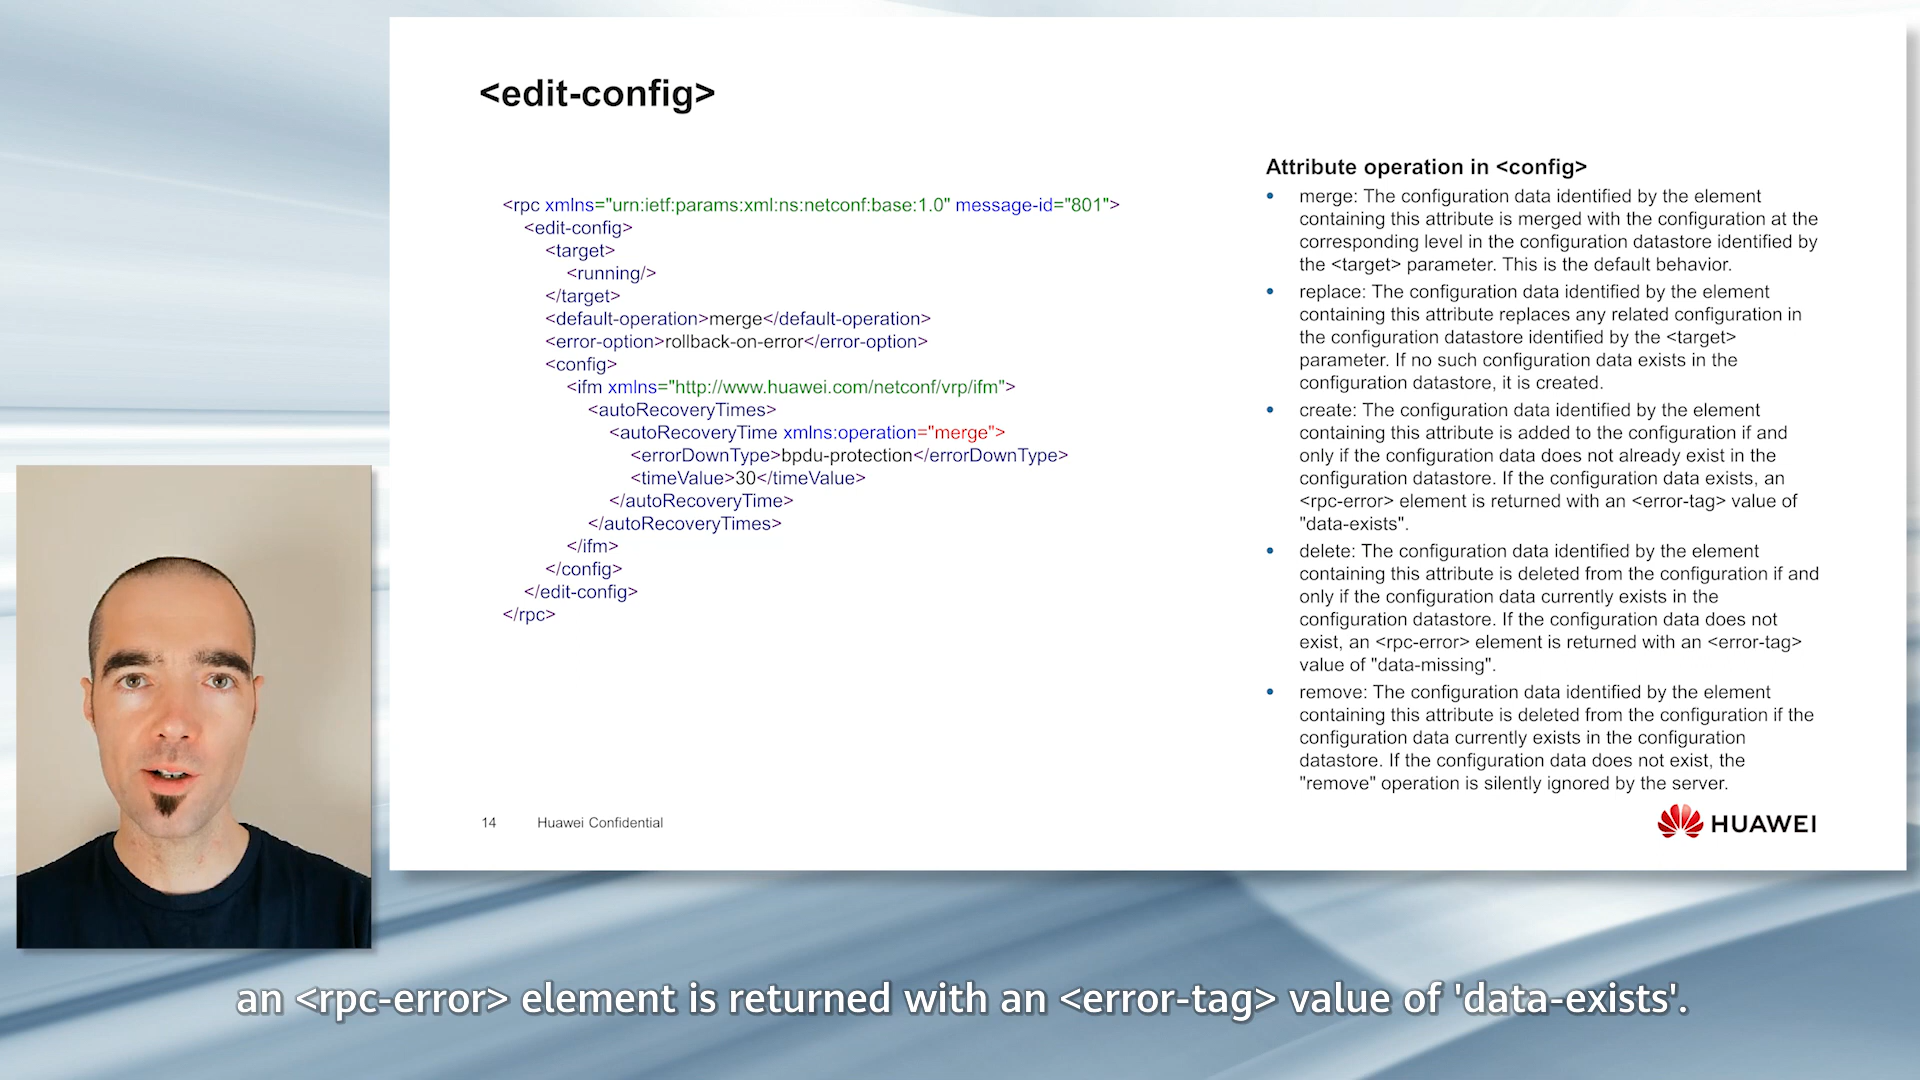 <edit-config>
<rpc xmlns="urn:ietf:params:xml:ns:netconf:base:1.0" message-id="801">
<edit-config>
<target>
<running/>
</target>
<default-operation>merge</default-operation>
<error-option>rollback-on-error</error-option>
<config>
<ifm xmlns="http://www.huawei.com/netconf/vrp/ifm">
<autoRecoveryTimes>
<autoRecoveryTime xmlns:operation="merge">
<errorDownType>bpdu-protection</errorDownType>
<timeValue>30</timeValue>
</autoRecoveryTime>
</autoRecoveryTimes>
</ifm>
</config>
</edit-config>
</rpc>
Attribute operation in <config>
• merge: The configuration data identified by the element
containing this attribute is merged with the configuration at the
corresponding level in the configuration datastore identified by
the <target> parameter. This is the default behavior.
• replace: The configuration data identified by the element
containing this attribute replaces any related configuration in
the configuration datastore identified by the <target>
parameter. If no such configuration data exists in the
configuration datastore, it is created.
• create: The configuration data identified by the element
containing this attribute is added to the configuration if and
only if the configuration data does not already exist in the
configuration datastore. If the configuration data exists, an
<rpc-error> element is returned with an <error-tag> value of
"data-exists".
• delete: The configuration data identified by the element
containing this attribute is deleted from the configuration if and
only if the configuration data currently exists in the
configuration datastore. If the configuration data does not
exist, an <rpc-error> element is returned with an <error-tag>
value of "data-missing".
• remove: The configuration data identified by the element
containing this attribute is deleted from the configuration if the
configuration data currently exists in the configuration
datastore. If the configuration data does not exist, the
"remove" operation is silently ignored by the server.
14 Huawei Confidential
HUAWEI
an <rpc-error> element is returned with an <error-tag> value of 'data-exists'.